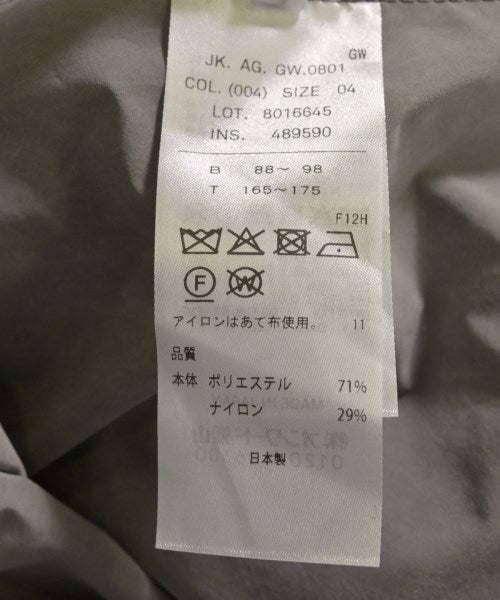 GW
JK. AG. GW.0801
COL. (004) SIZE 04
LOT. 8016645
INS. 489590
B 88～ 98
T 165～175
F12H
F W
アイロンはあて布使用。 11
品質
本体 ポリエステル 71%
ナイロン 29%
日本製